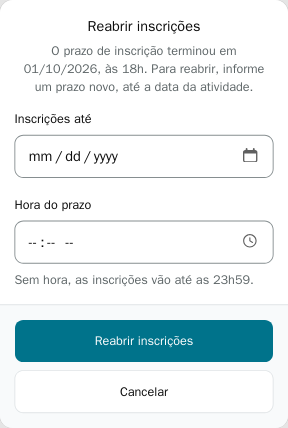 Reabrir inscrições
O prazo de inscrição terminou em
01/10/2026, às 18h. Para reabrir, informe
um prazo novo, até a data da atividade.
Inscrições até
mm / dd / yyyy
Hora do prazo
-- : -- --
Sem hora, as inscrições vão até as 23h59.
Reabrir inscrições
Cancelar